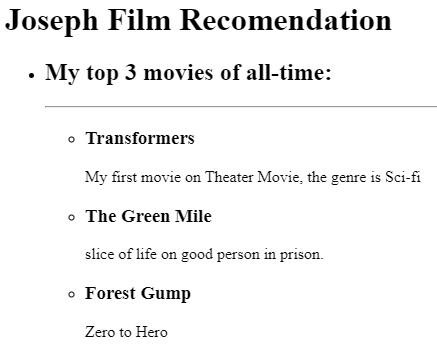 Joseph Film Recomendation
My top 3 movies of all-time:
Transformers
My first movie on Theater Movie, the genre is Sci-fi
The Green Mile
slice of life on good person in prison.
Forest Gump
Zero to Hero